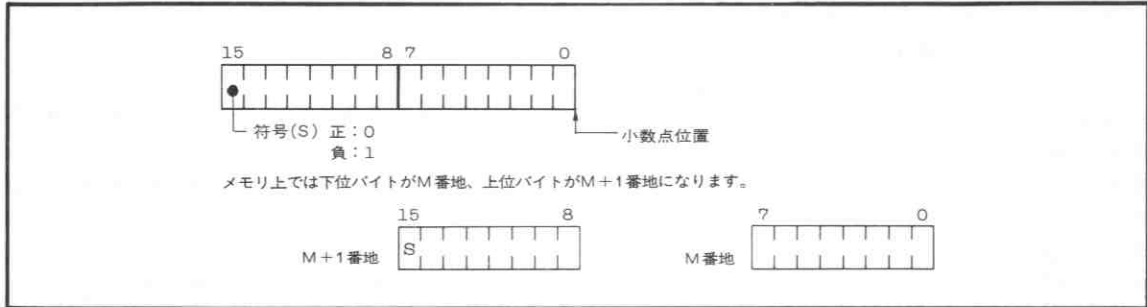 15 8 7 0
符号(S) 正：0
負：1
小数点位置
メモリ上では下位バイトがM番地、上位バイトがM＋1番地になります。
15 8 7 0
M＋1番地 S M番地